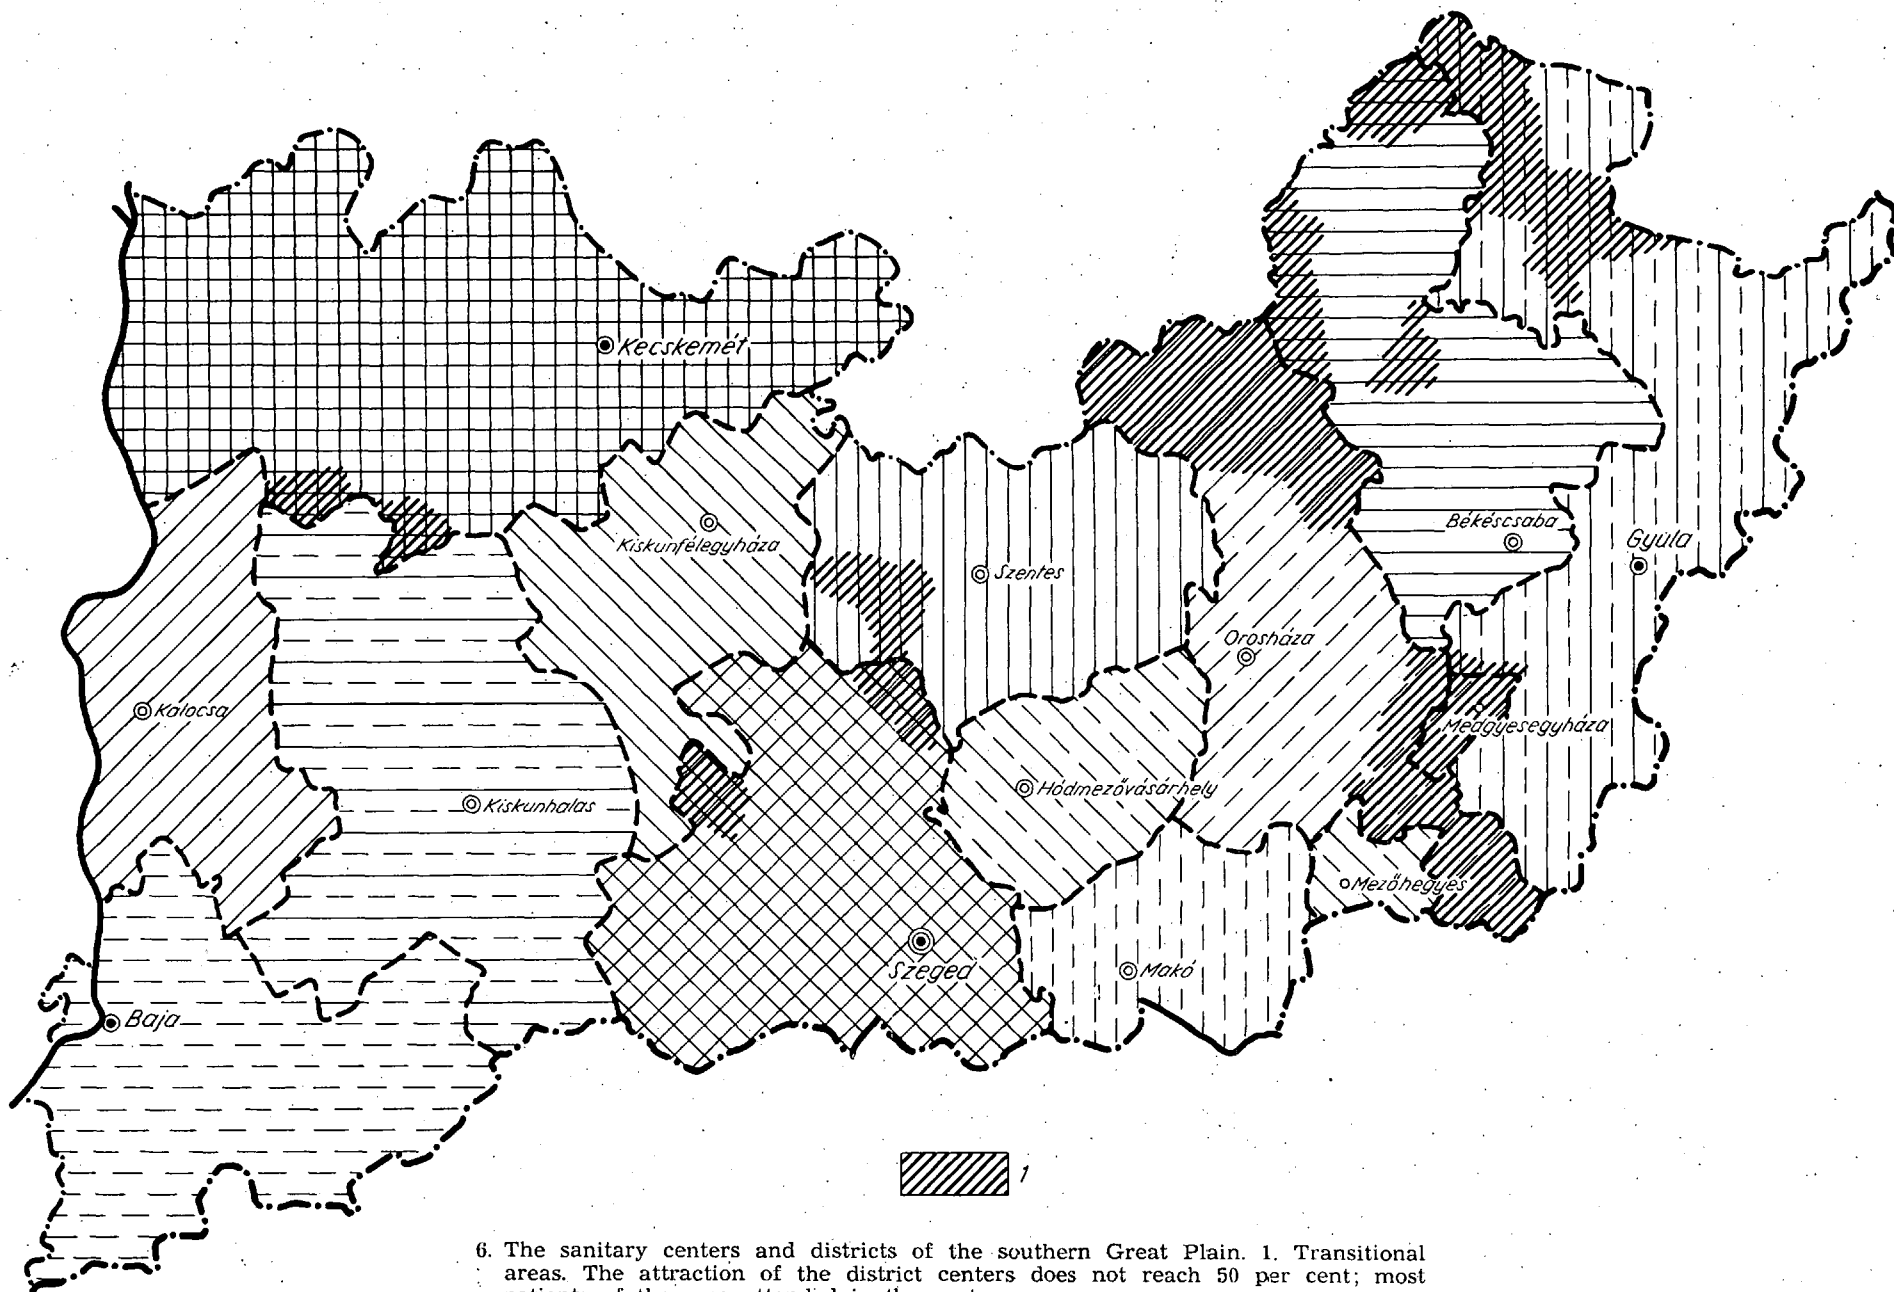 Kecskemét
Kiskunfélegyháza
Szentes
Békéscsaba
Gyula
Orosháza
Kalocsa
Medgyesegyháza
Kiskunhalas
Hódmezővásárhely
Mezőhegyes
Szeged
Makó
Baja
1
6. The sanitary centers and districts of the southern Great Plain. 1. Transitional
areas. The attraction of the district centers does not reach 50 per cent; most